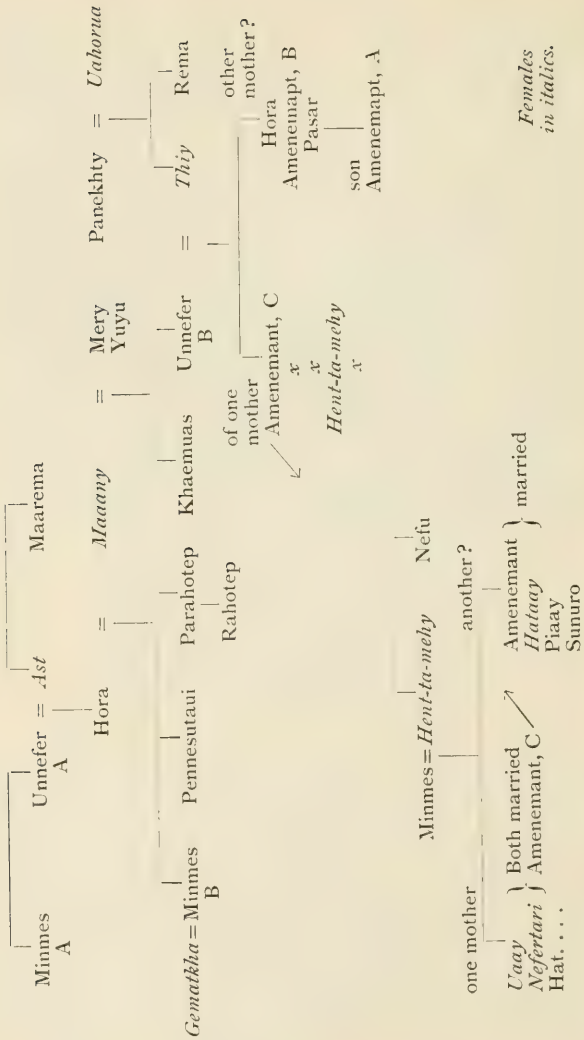 Minmes A
Unnefer A = Ast
Maarema
Hora = Maaany = Mery Yuyu
Panekhty = Uahorua
Gematkha = Minmes B
Pennesutaui
Parahotep
Khaemuas
Unnefer B = Thiy
Rema
Rahotep
of one mother
other mother?
Amenemant, C
Hora
x
Amenemapt, B
x
Pasar
Hent-ta-mehy
x
son
Amenemapt, A
Minmes = Hent-ta-mehy
Nefu
one mother
another?
Uaay
Nefertari } Both married
Hat.... Amenemant, C
Amenemant
Hataay } married
Piaay
Sunuro
Females
in italics.